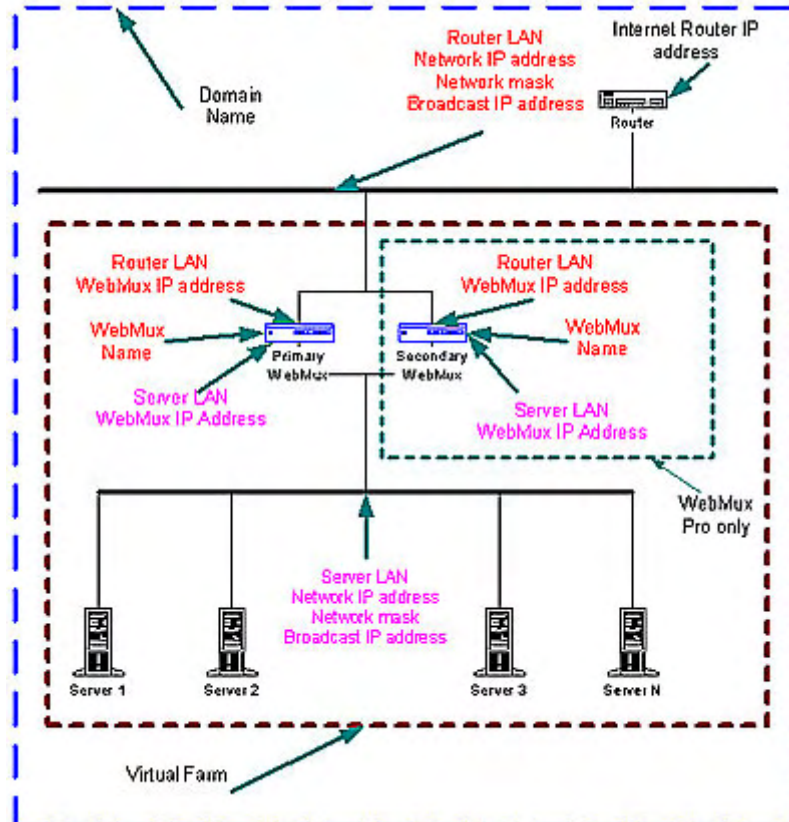 Router LAN
Network IP address
Network mask
Broadcast IP address
Internet Router IP
address
Domain
Name
Router
Router LAN
WebMux IP address
Router LAN
WebMux IP address
WebMux
Name
WebMux
Name
Primary
WebMux
Secondary
WebMux
Server LAN
WebMux IP Address
Server LAN
WebMux IP Address
WebMux
Pro only
Server LAN
Network IP address
Network mask
Broadcast IP address
Server 1
Server 2
Server 3
Server N
Virtual Farm